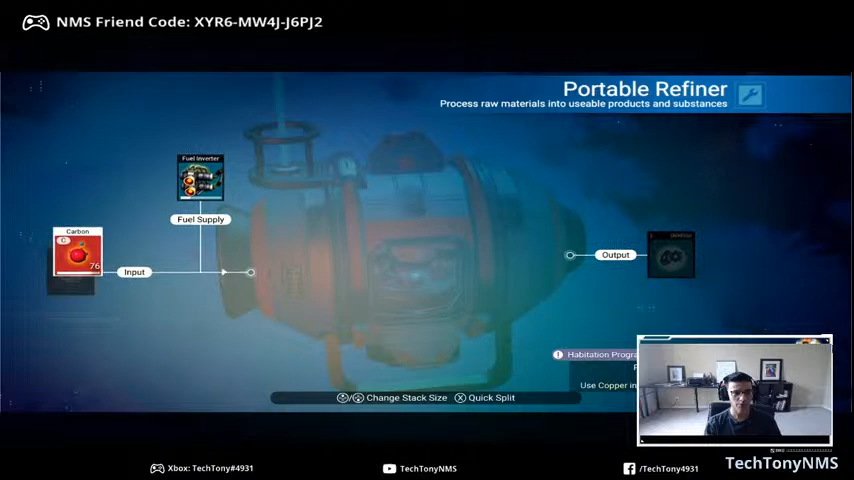 NMS Friend Code: XYR6-MW4J-J6PJ2
Portable Refiner
Process raw materials into useable products and substances
Fuel Inverter
Fuel Supply
Carbon
C
76
Input
Output
Habitation Progra
Use Copper in
Change Stack Size
X Quick Split
Xbox: TechTony#4931
TechTonyNMS
/TechTony4931
TechTonyNMS